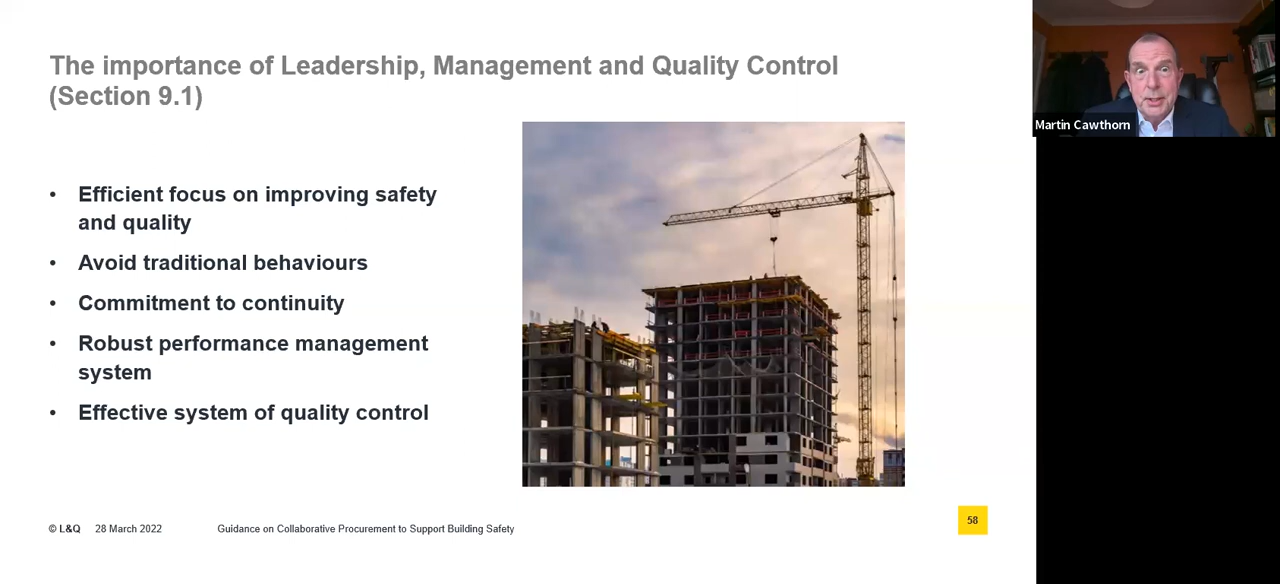 The importance of Leadership, Management and Quality Control
(Section 9.1)
• Efficient focus on improving safety
and quality
• Avoid traditional behaviours
• Commitment to continuity
• Robust performance management
system
• Effective system of quality control
© L&Q 28 March 2022 Guidance on Collaborative Procurement to Support Building Safety
58
Martin Cawthorn